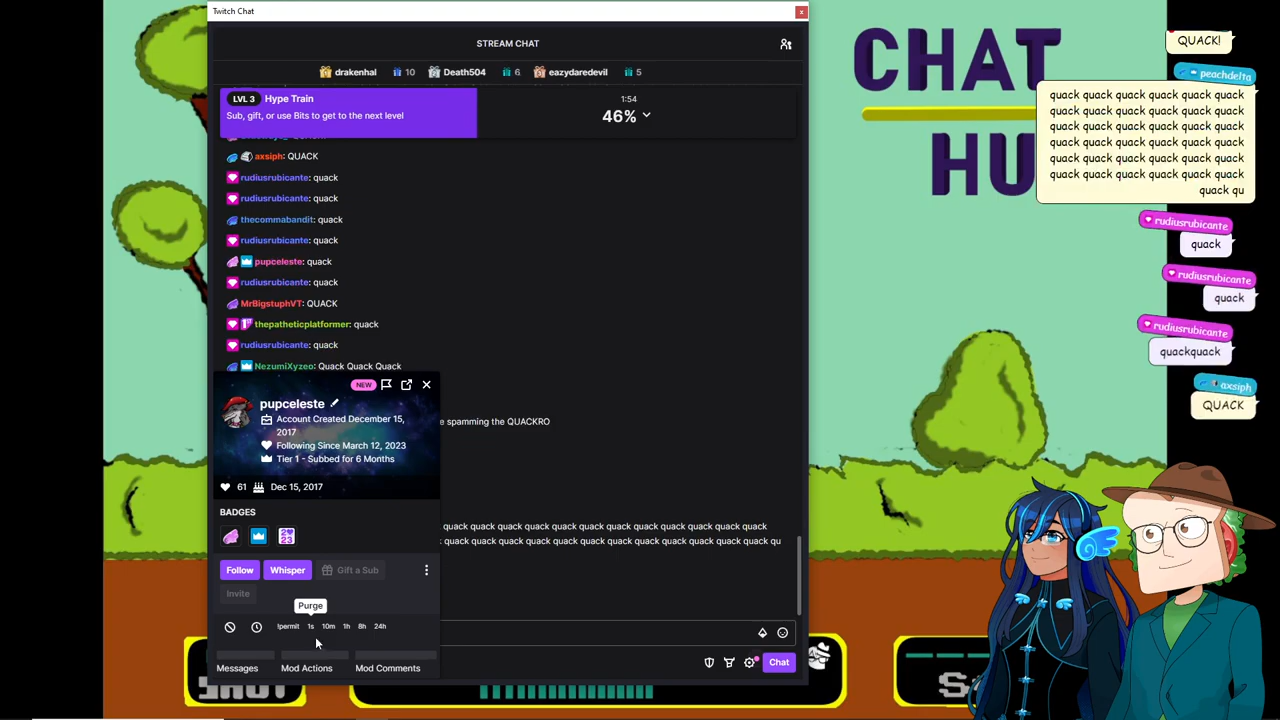 Twitch Chat
x
STREAM CHAT
drakenhal 10 Death504 6 eazydaredevil 5
LVL 3 Hype Train
Sub, gift, or use Bits to get to the next level
1:54
46%
axsiph: QUACK
rudiusrubicante: quack
rudiusrubicante: quack
thecommabandit: quack
rudiusrubicante: quack
pupceleste: quack
rudiusrubicante: quack
MrBigstuphVT: QUACK
thepatheticplatformer: quack
rudiusrubicante: quack
NezumiXyzeo: Quack Quack Quack
NEW
pupceleste
Account Created December 15,
2017
Following Since March 12, 2023
Tier 1 - Subbed for 6 Months
61 Dec 15, 2017
BADGES
Follow Whisper Gift a Sub
Invite
Purge
!permit 1s 10m 1h 8h 24h
Messages Mod Actions Mod Comments
e spamming the QUACKRO
quack quack quack quack quack quack quack quack quack quack quack quack
quack quack quack quack quack quack quack quack quack quack quack quack qu
Chat
CHAT
HU
QUACK!
peachdelta
quack quack quack quack quack quack
quack quack quack quack quack quack
quack quack quack quack quack quack
quack quack quack quack quack quack
quack quack quack quack quack quack
quack quack quack quack quack quack
quack qu
rudiusrubicante
quack
rudiusrubicante
quack
rudiusrubicante
quackquack
axsiph
QUACK